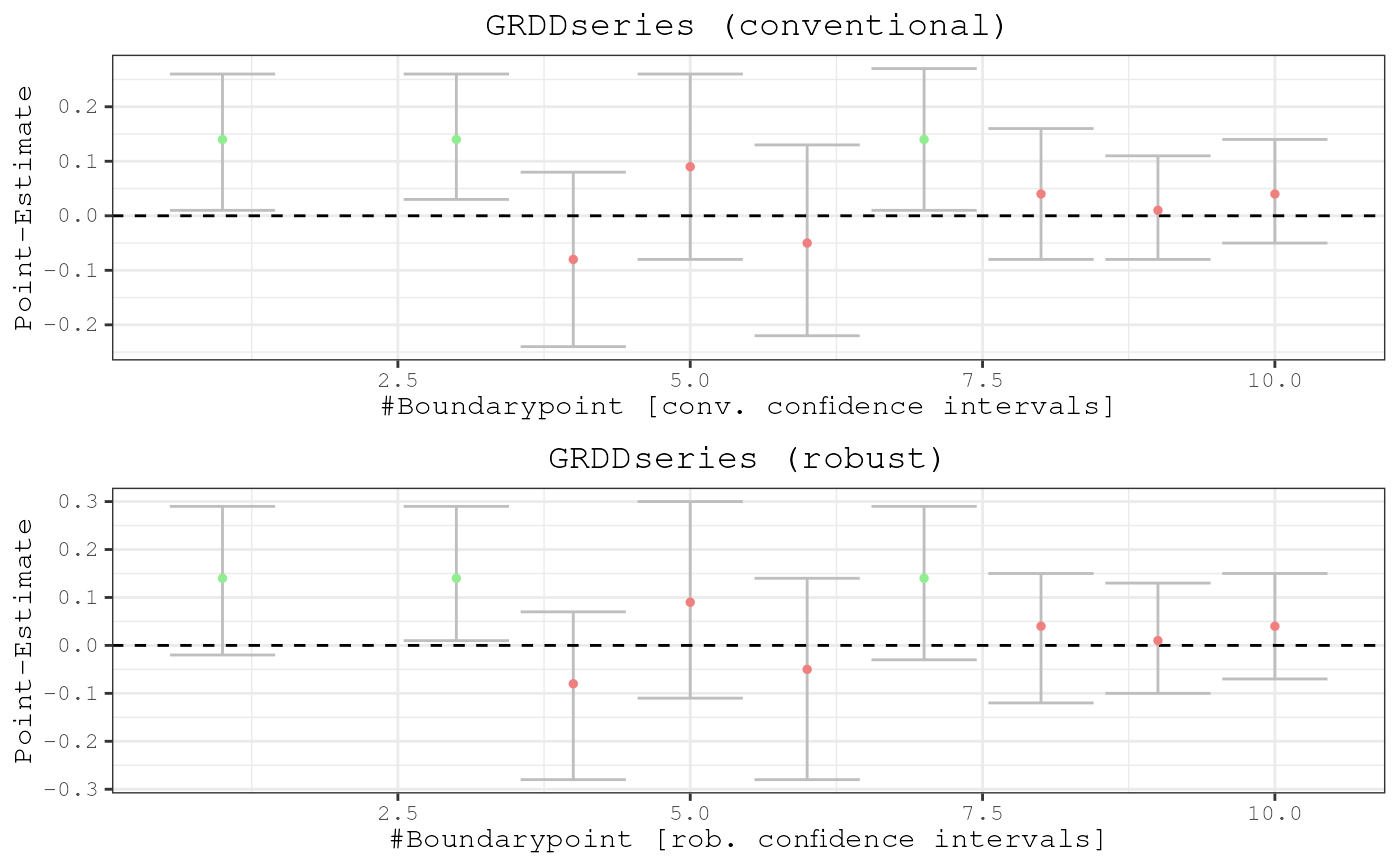 GRDDseries (conventional)
Point-Estimate
0.2
0.1
0.0
-0.1
-0.2
2.5 5.0 7.5 10.0
#Boundarypoint [conv. confidence intervals]
GRDDseries (robust)
Point-Estimate
0.3
0.2
0.1
0.0
-0.1
-0.2
-0.3
2.5 5.0 7.5 10.0
#Boundarypoint [rob. confidence intervals]